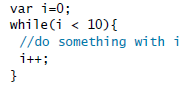 var i=0;
while(i < 10){
  //do something with i
  i++;
}